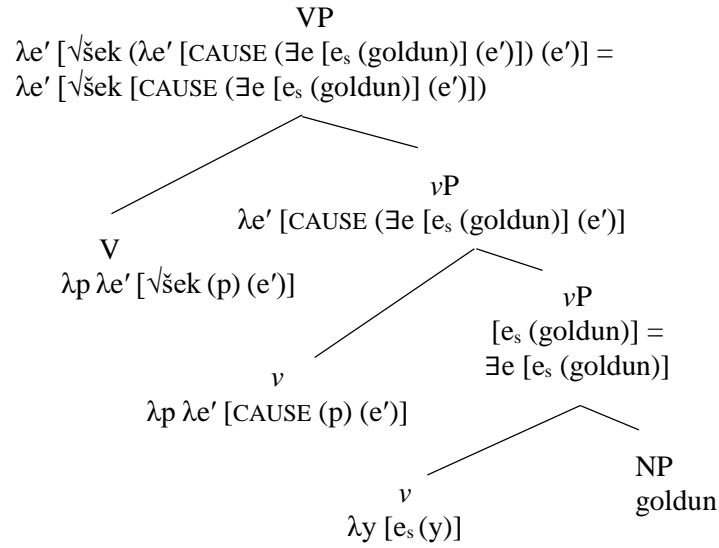 VP
λe′ [√šek (λe′ [CAUSE (∃e [eₛ (goldun)] (e′)]) (e′)] =
λe′ [√šek [CAUSE (∃e [eₛ (goldun)] (e′)])
vP
λe′ [CAUSE (∃e [eₛ (goldun)] (e′)]
V
λp λe′ [√šek (p) (e′)]
vP
[eₛ (goldun)] =
∃e [eₛ (goldun)]
v
λp λe′ [CAUSE (p) (e′)]
NP
goldun
v
λy [eₛ (y)]